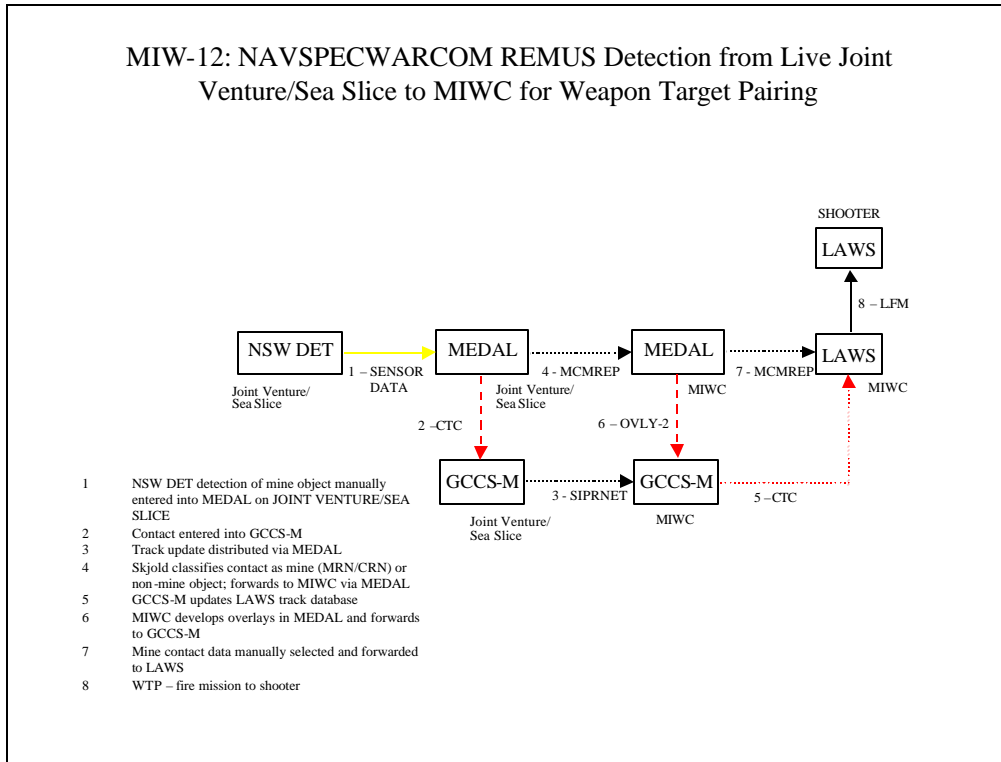 MIW-12: NAVSPECWARCOM REMUS Detection from Live Joint
Venture/Sea Slice to MIWC for Weapon Target Pairing
SHOOTER
LAWS
8 – LFM
NSW DET
MEDAL
MEDAL
LAWS
1 – SENSOR
DATA
4 - MCMREP
7 - MCMREP
Joint Venture/
Sea Slice
Joint Venture/
Sea Slice
MIWC
MIWC
2 –CTC
6 – OVLY-2
GCCS-M
GCCS-M
3 - SIPRNET
5 –CTC
Joint Venture/
Sea Slice
MIWC
1 NSW DET detection of mine object manually
entered into MEDAL on JOINT VENTURE/SEA
SLICE
2 Contact entered into GCCS-M
3 Track update distributed via MEDAL
4 Skjold classifies contact as mine (MRN/CRN) or
non-mine object; forwards to MIWC via MEDAL
5 GCCS-M updates LAWS track database
6 MIWC develops overlays in MEDAL and forwards
to GCCS-M
7 Mine contact data manually selected and forwarded
to LAWS
8 WTP – fire mission to shooter